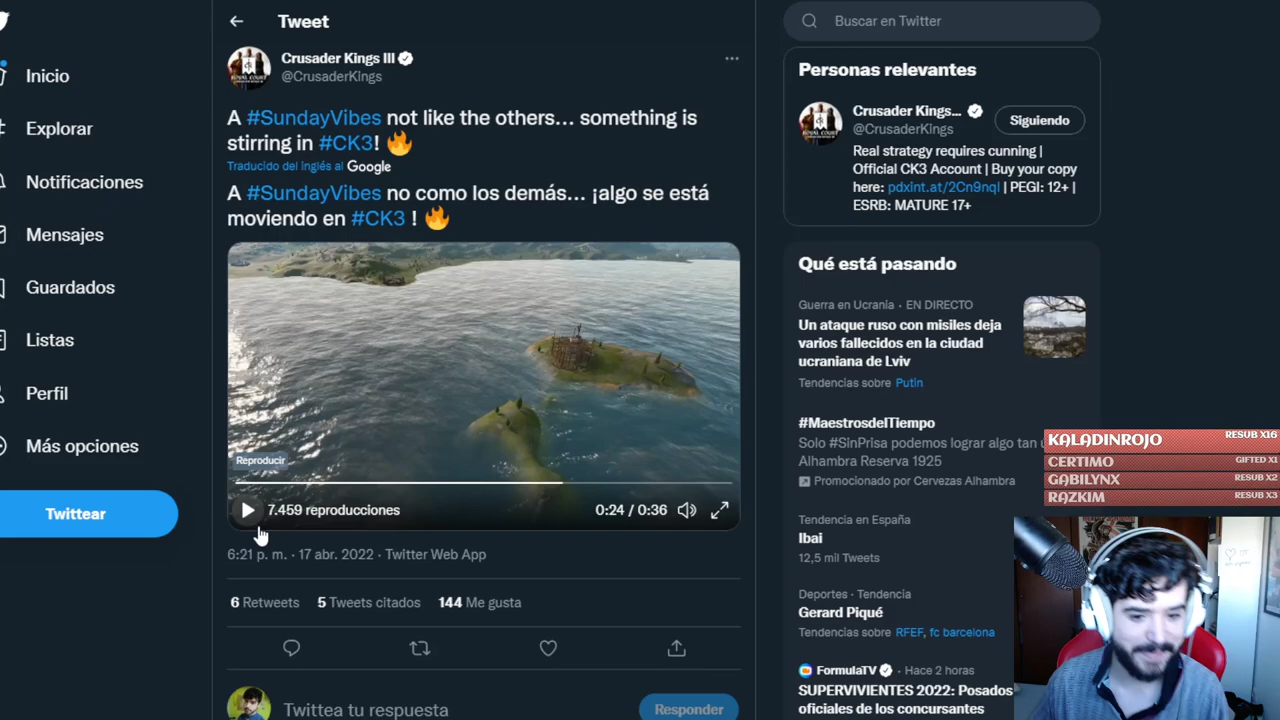 Tweet
Buscar en Twitter
Inicio
Explorar
Notificaciones
Mensajes
Guardados
Listas
Perfil
Más opciones
Twittear
Crusader Kings III
@CrusaderKings
A #SundayVibes not like the others... something is
stirring in #CK3! 🔥
Traducido del inglés al Google
A #SundayVibes no como los demás... ¡algo se está
moviendo en #CK3 ! 🔥
Reproducir
7.459 reproducciones
0:24 / 0:36
6:21 p. m. · 17 abr. 2022 · Twitter Web App
6 Retweets 5 Tweets citados 144 Me gusta
Twittea tu respuesta
Responder
Personas relevantes
Crusader Kings...
@CrusaderKings
Siguiendo
Real strategy requires cunning |
Official CK3 Account | Buy your copy
here: pdxint.at/2Cn9nql | PEGI: 12+ |
ESRB: MATURE 17+
Qué está pasando
Guerra en Ucrania · EN DIRECTO
Un ataque ruso con misiles deja
varios fallecidos en la ciudad
ucraniana de Lviv
Tendencias sobre Putin
#MaestrosdelTiempo
Solo #SinPrisa podemos lograr algo tan
Alhambra Reserva 1925
Promocionado por Cervezas Alhambra
Tendencia en España
Ibai
12,5 mil Tweets
Deportes · Tendencia
Gerard Piqué
Tendencias sobre RFEF, fc barcelona
FormulaTV · Hace 2 horas
SUPERVIVIENTES 2022: Posados
oficiales de los concursantes
KALADINROJO RESUB X16
CERTIMO GIFTED X1
GABILYNX RESUB X2
RAZKIM RESUB X3